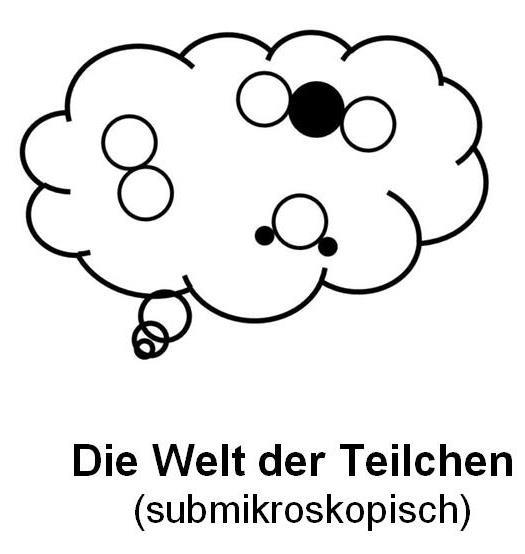 Die Welt der Teilchen
(submikroskopisch)